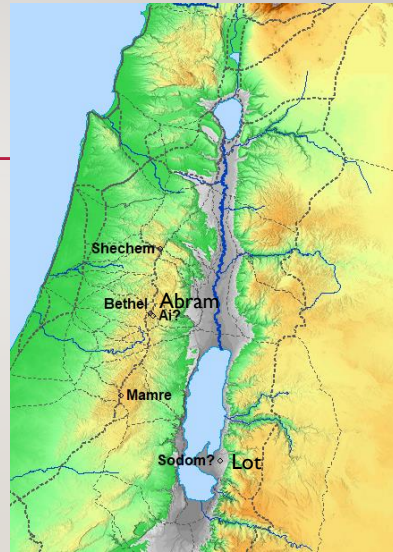 Shechem
Bethel Abram
Ai?
Mamre
Sodom? Lot